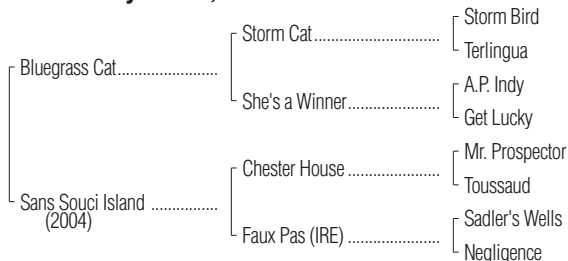 Storm Bird
Storm Cat
Terlingua
Bluegrass Cat
A.P. Indy
She's a Winner
Get Lucky
Mr. Prospector
Chester House
Toussaud
Sans Souci Island
(2004)
Sadler's Wells
Faux Pas (IRE)
Negligence